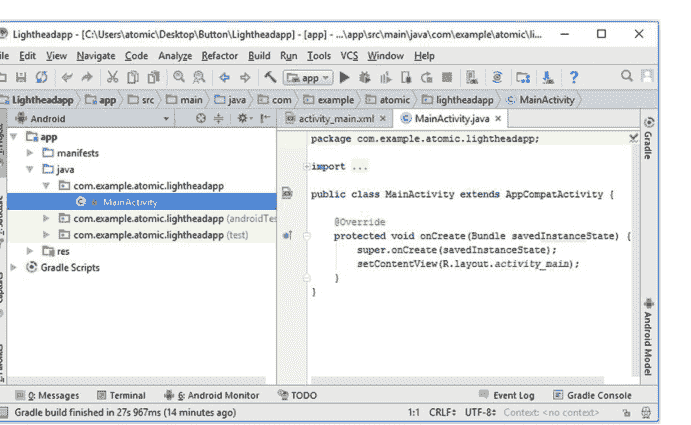 Lightheadapp - [C:\Users\atomic\Desktop\Button\Lightheadapp] - [app] - ...\app\src\main\java\com\example\atomic\li...
ile Edit View Navigate Code Analyze Refactor Build Run Tools VCS Window Help
app
Lightheadapp app src main java com example atomic lightheadapp MainActivity
Android
activity_main.xml MainActivity.java
app
manifests
java
com.example.atomic.lightheadapp
MainActivity
com.example.atomic.lightheadapp (androidTes
com.example.atomic.lightheadapp (test)
res
Gradle Scripts
package com.example.atomic.lightheadapp;
import ...
public class MainActivity extends AppCompatActivity {
@Override
protected void onCreate(Bundle savedInstanceState) {
super.onCreate(savedInstanceState);
setContentView(R.layout.activity_main);
}
}
Gradle
Android Model
0: Messages Terminal 6: Android Monitor TODO Event Log Gradle Console
Gradle build finished in 27s 967ms (14 minutes ago) 1:1 CRLF÷ UTF-8÷ Context: <no context>